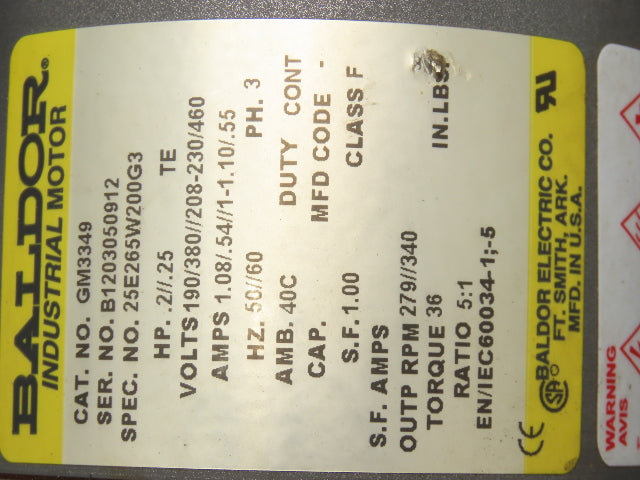 BALDOR®
INDUSTRIAL MOTOR
CAT. NO. GM3349
SER. NO. B1203050912
SPEC. NO. 25E265W200G3
HP. .2//.25 TE
VOLTS 190/380//208-230/460
AMPS 1.08/.54//1-1.10/.55
HZ. 50//60 PH. 3
AMB. 40C DUTY CONT
CAP. MFD CODE -
S.F. 1.00 CLASS F
S.F. AMPS
OUTP RPM 279//340
TORQUE 36 IN.LBS.
RATIO 5:1
EN/IEC60034-1;-5
CE SA BALDOR ELECTRIC CO.
FT. SMITH, ARK.
MFD. IN U.S.A.
WARNING
AVIS